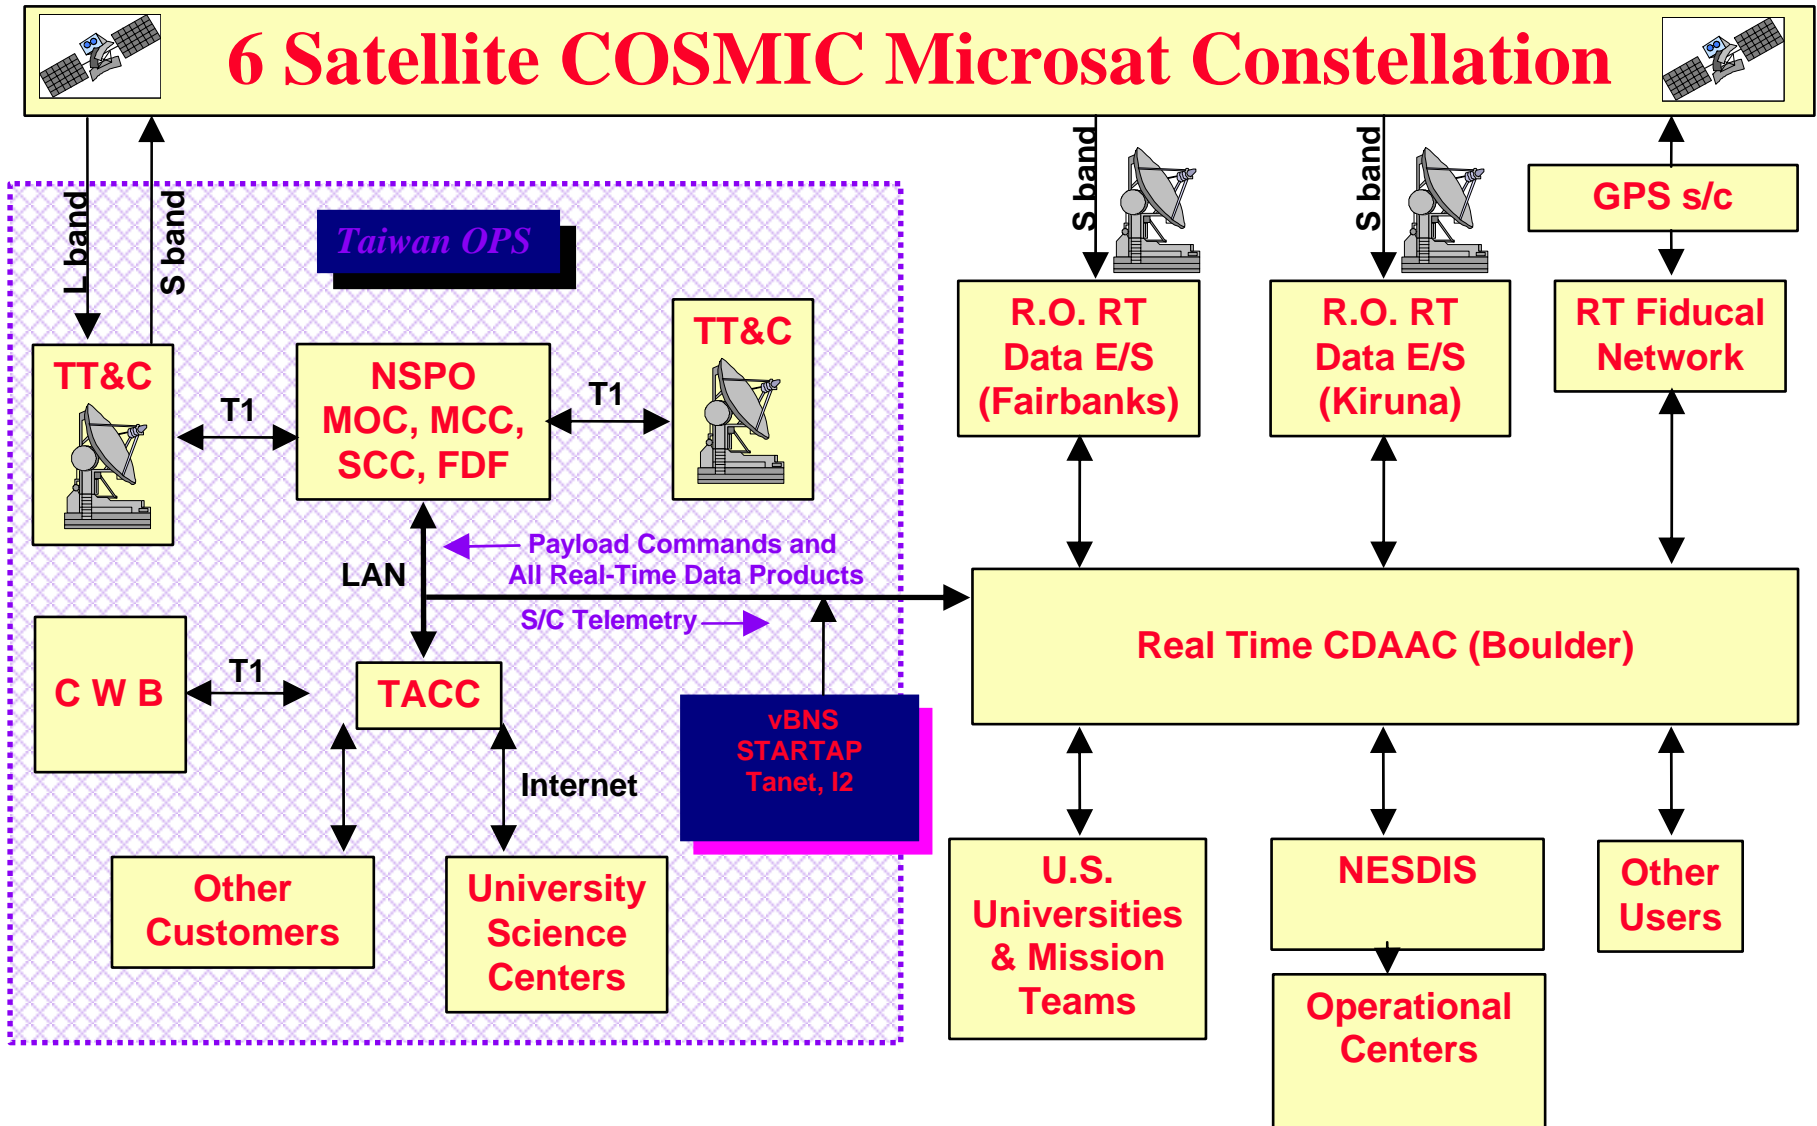 6 Satellite COSMIC Microsat Constellation
L band
S band
S band
S band
GPS s/c
Taiwan OPS
TT&C
T1
NSPO
MOC, MCC,
SCC, FDF
T1
TT&C
R.O. RT
Data E/S
(Fairbanks)
R.O. RT
Data E/S
(Kiruna)
RT Fiducal
Network
LAN
Payload Commands and
All Real-Time Data Products
S/C Telemetry
Real Time CDAAC (Boulder)
C W B
T1
TACC
vBNS
STARTAP
Tanet, I2
Internet
Other
Customers
University
Science
Centers
U.S.
Universities
& Mission
Teams
NESDIS
Other
Users
Operational
Centers